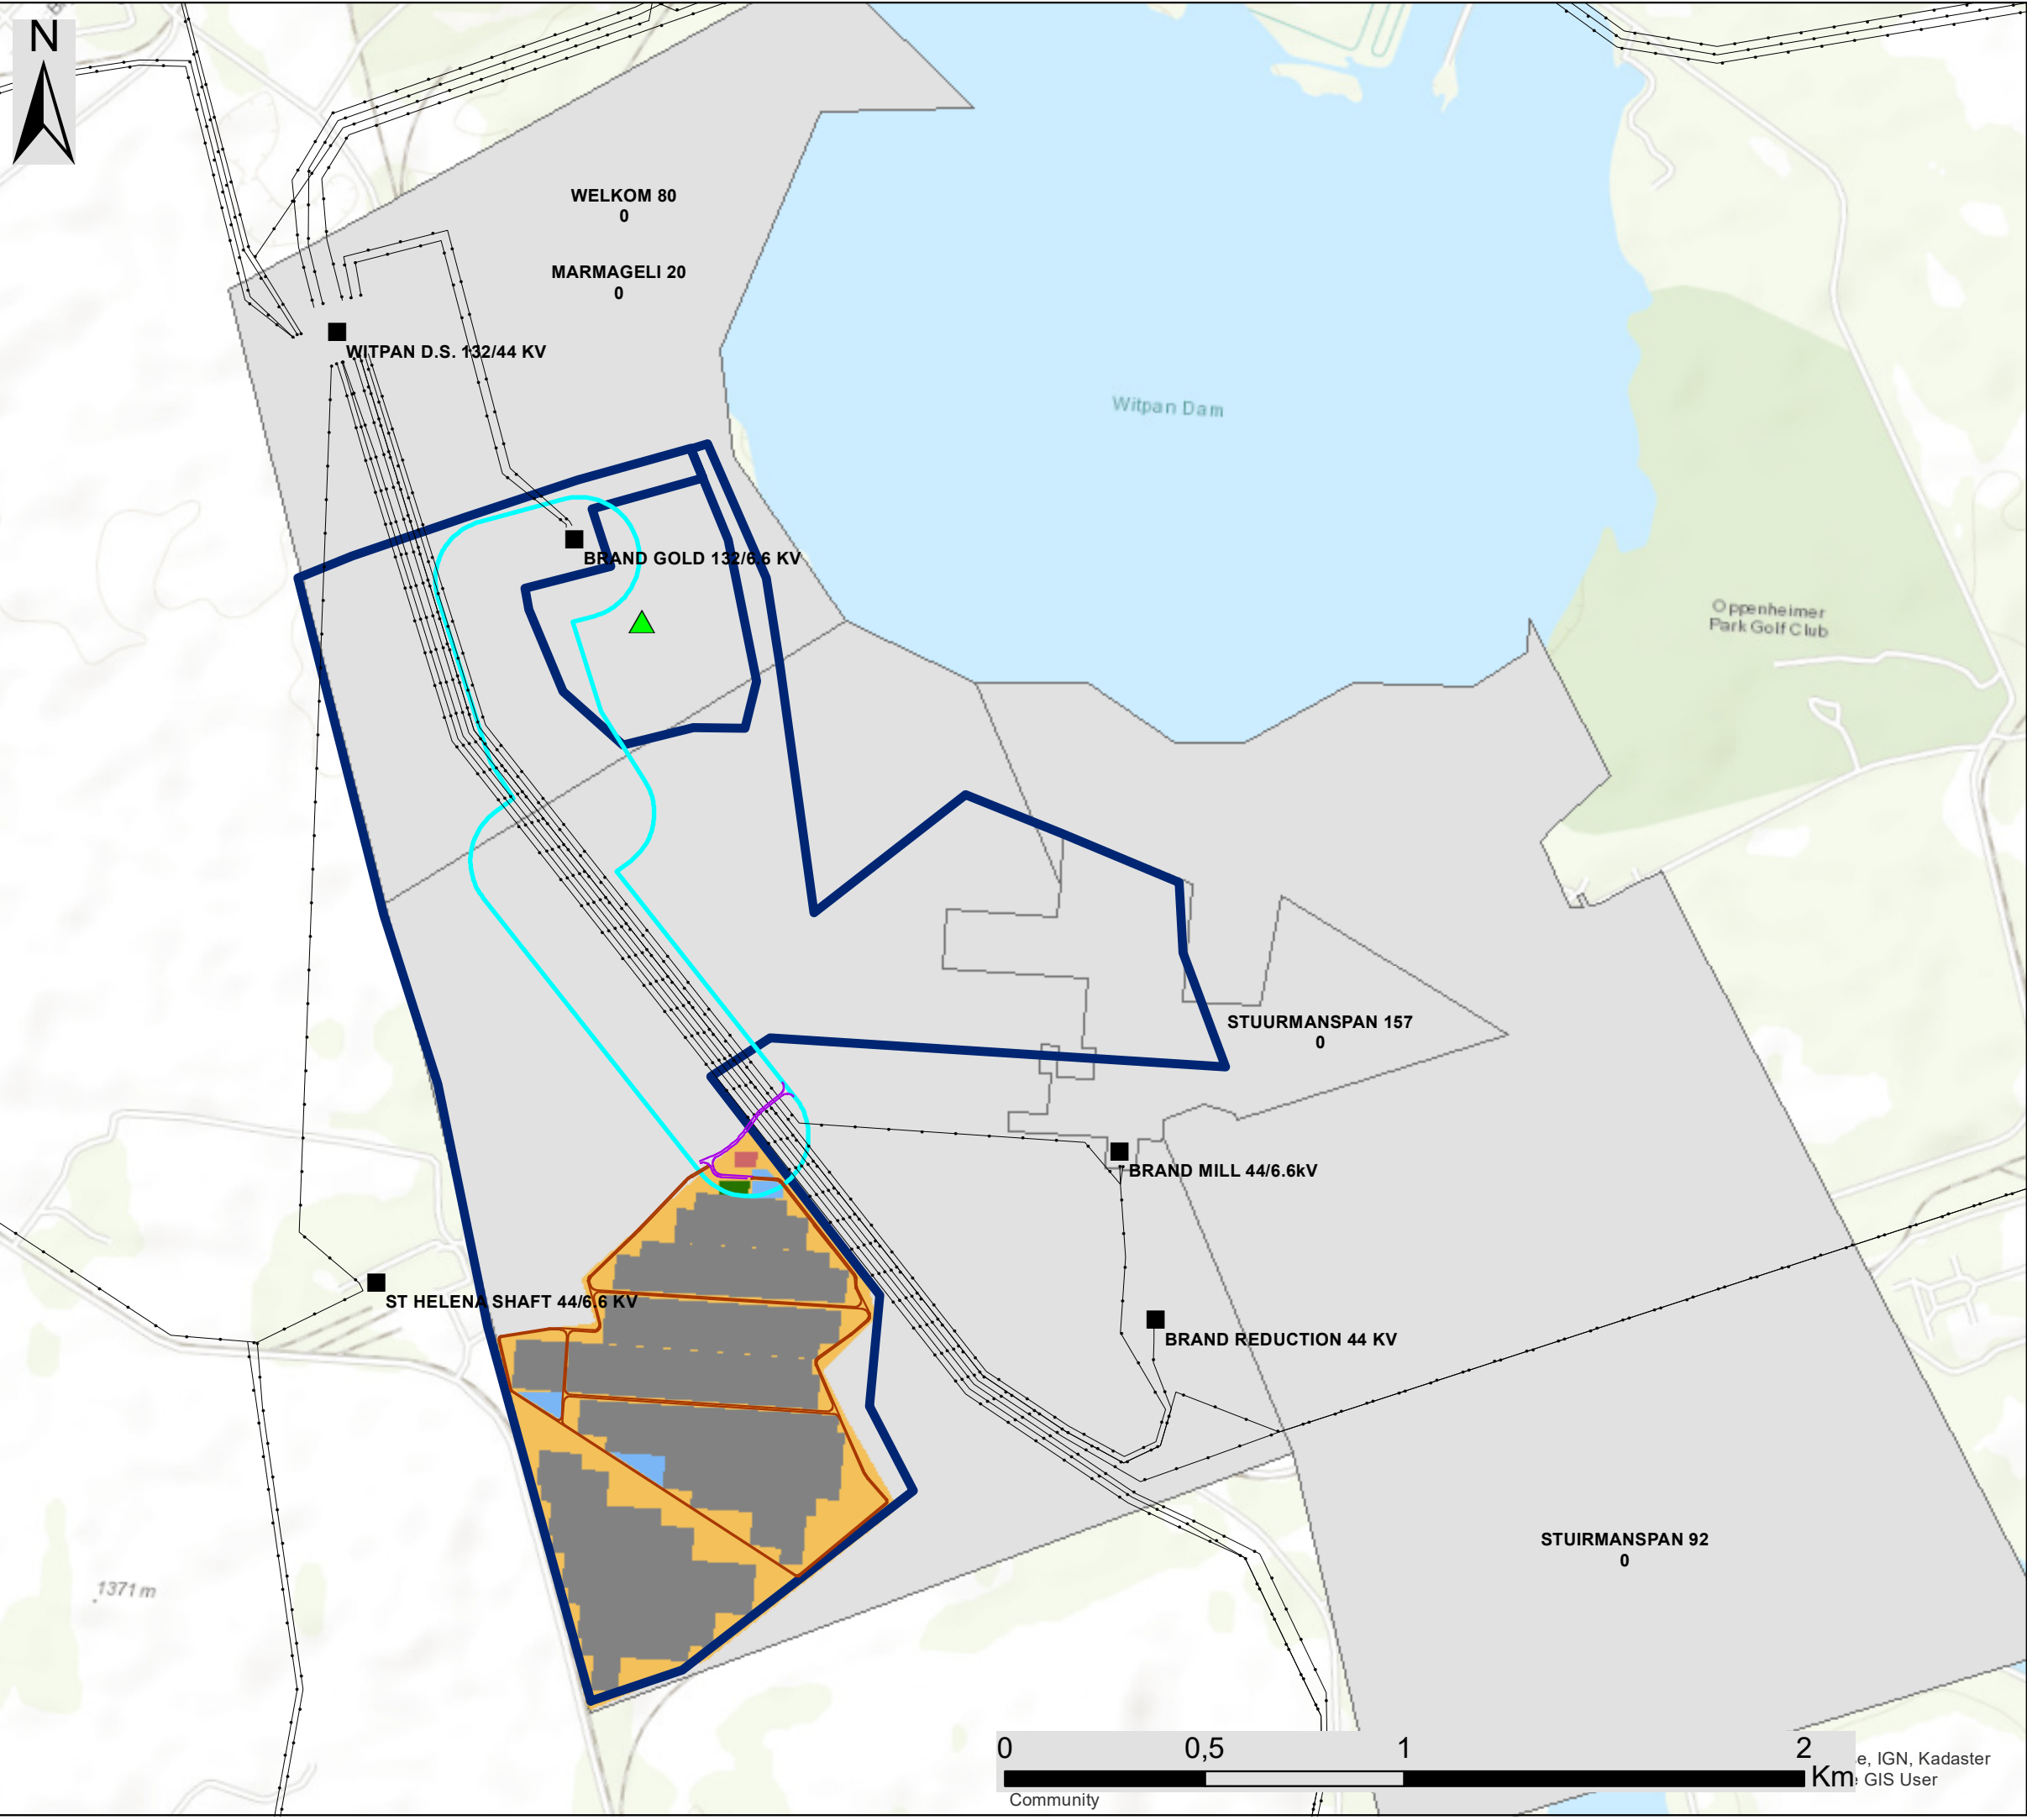 N
WELKOM 80
0
MARMAGELI 20
0
WITPAN D.S. 132/44 KV
Witpan Dam
BRAND GOLD 132/6.6 KV
Oppenheimer
Park Golf Club
STUURMANSPAN 157
0
BRAND MILL 44/6.6kV
ST HELENA SHAFT 44/6.6 KV
BRAND REDUCTION 44 KV
STUIRMANSPAN 92
0
1371 m
0 0,5 1 2
Km
e, IGN, Kadaster
GIS User
Community